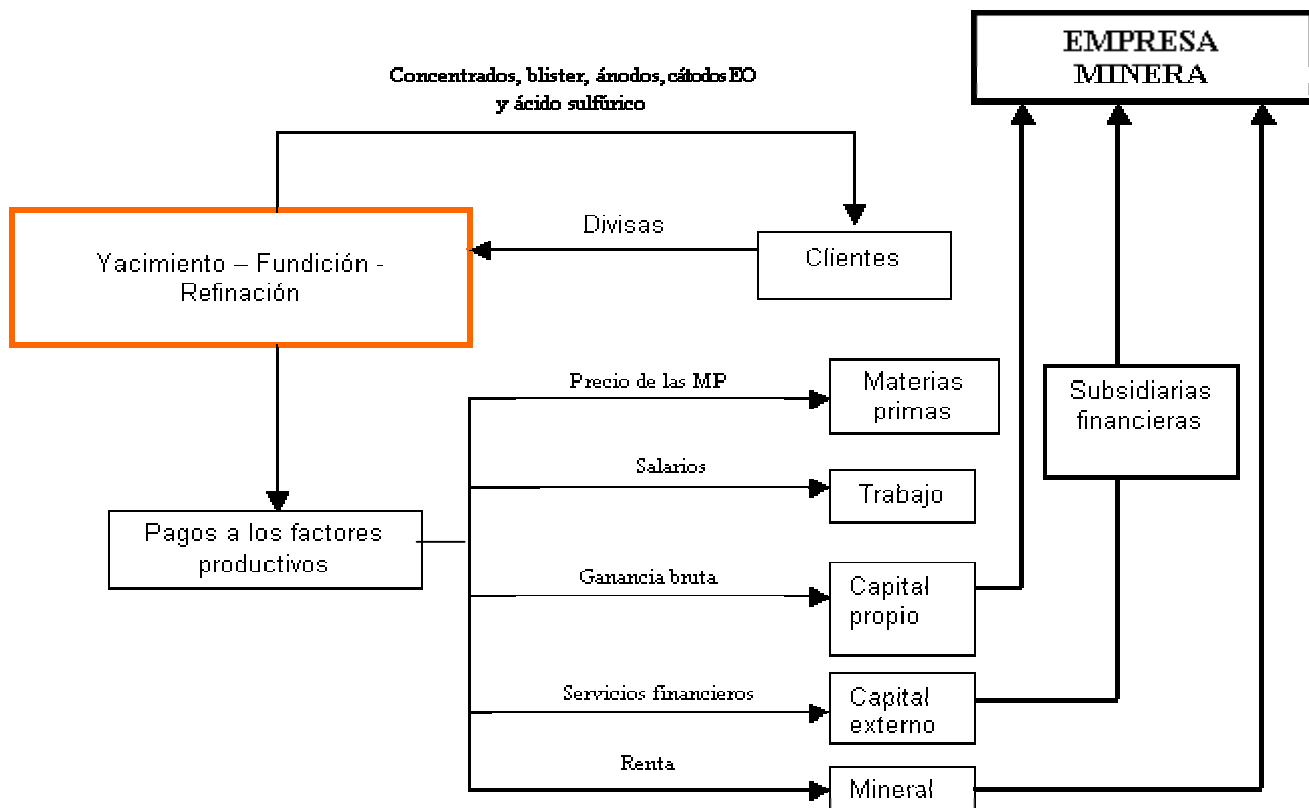 EMPRESA
MINERA
Concentrados, blister, ánodos, cátodos EO
y ácido sulfúrico
Divisas
Clientes
Yacimiento – Fundición -
Refinación
Precio de las MP
Materias
primas
Subsidiarias
financieras
Salarios
Trabajo
Pagos a los factores
productivos
Ganancia bruta
Capital
propio
Servicios financieros
Capital
externo
Renta
Mineral